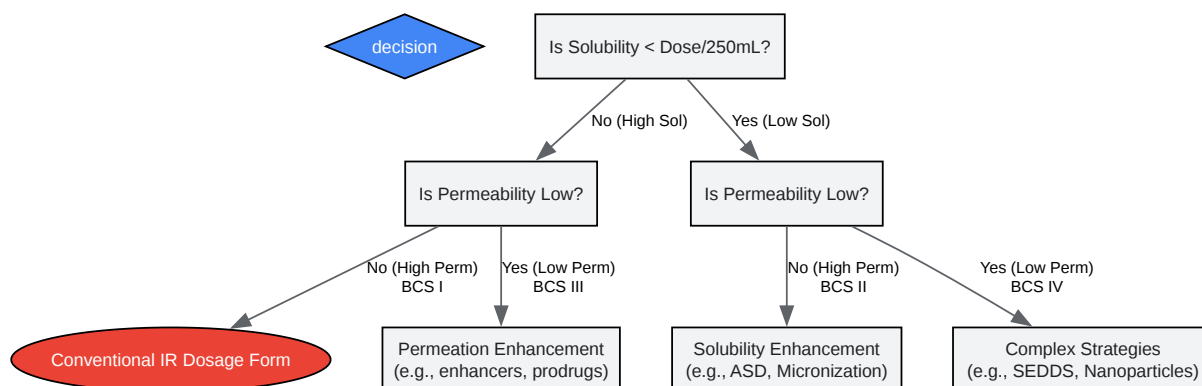 decision
Is Solubility < Dose/250mL?
No (High Sol)
Yes (Low Sol)
Is Permeability Low?
Is Permeability Low?
No (High Perm)
BCS I
Yes (Low Perm)
BCS III
No (High Perm)
BCS II
Yes (Low Perm)
BCS IV
Conventional IR Dosage Form
Permeation Enhancement
(e.g., enhancers, prodrugs)
Solubility Enhancement
(e.g., ASD, Micronization)
Complex Strategies
(e.g., SEDDS, Nanoparticles)